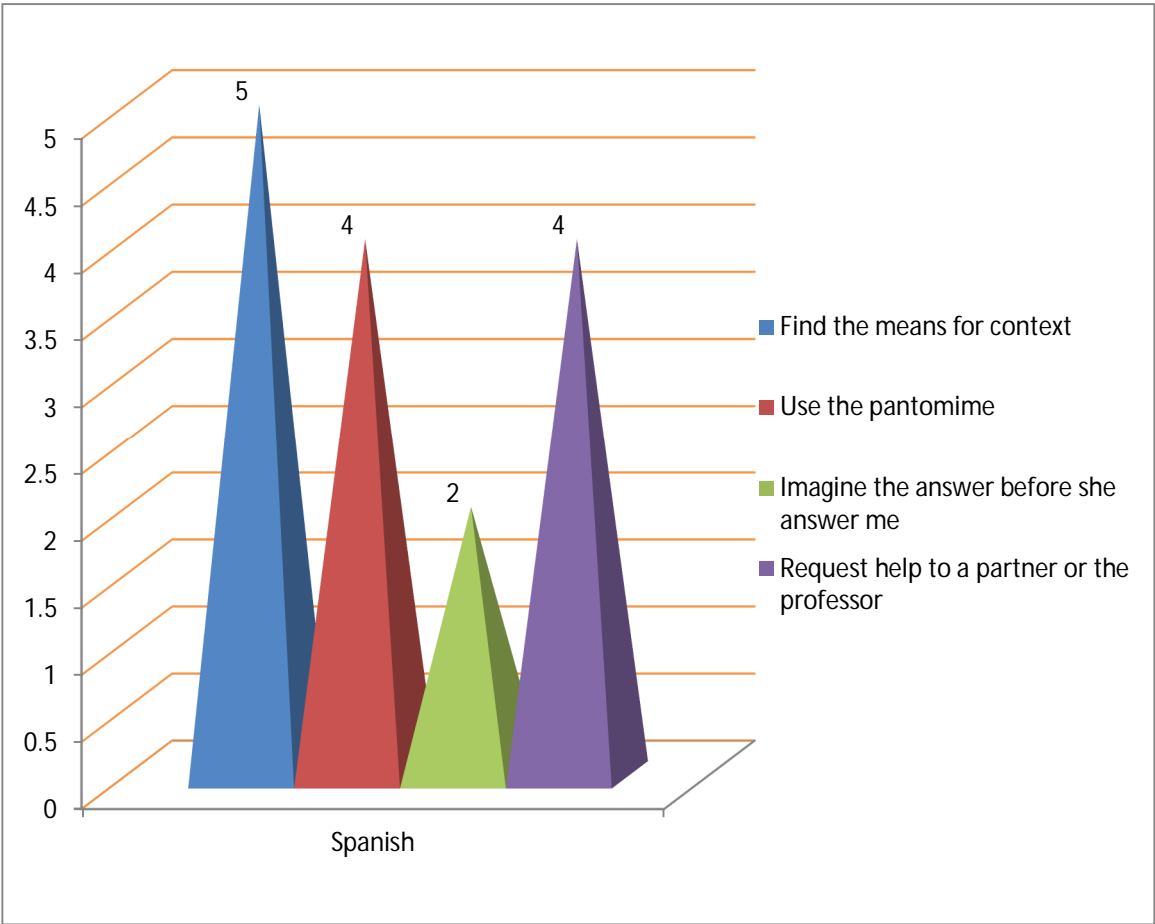 5
4
4
2
5
4.5
4
3.5
3
2.5
2
1.5
1
0.5
0
Spanish
Find the means for context
Use the pantomime
Imagine the answer before she
answer me
Request help to a partner or the
professor